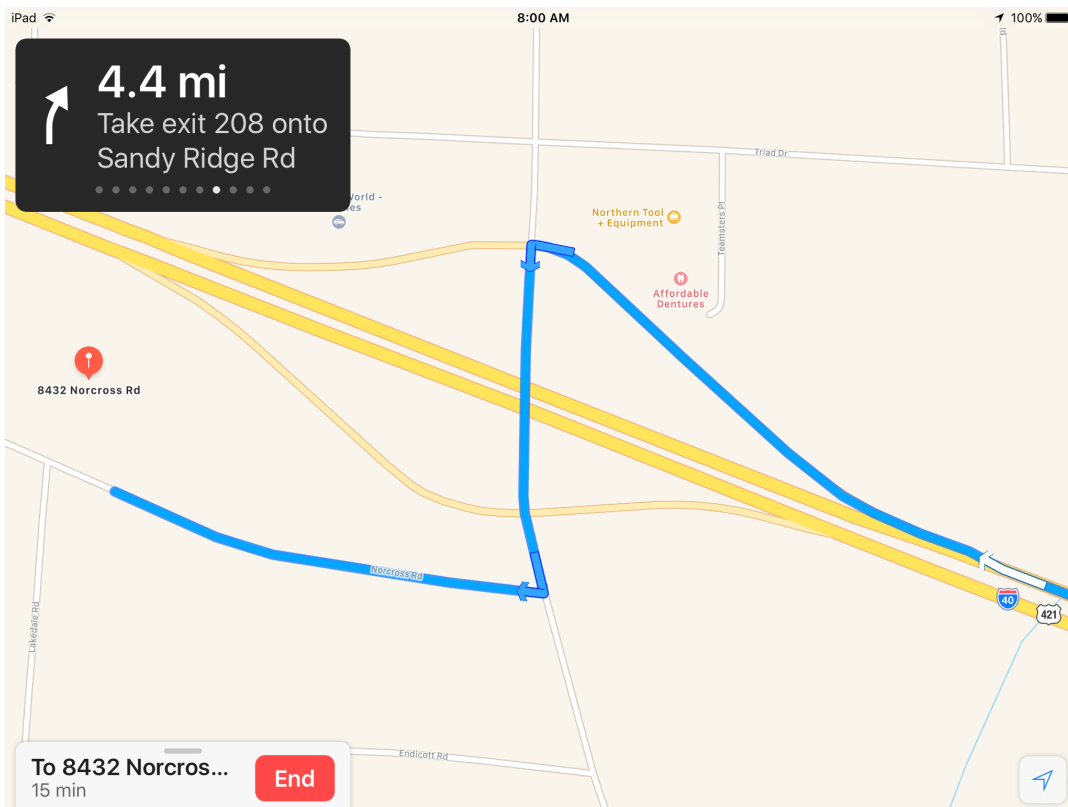 iPad
8:00 AM
100%
4.4 mi
Take exit 208 onto
Sandy Ridge Rd
Triad Dr
Northern Tool
+ Equipment
Teamsters Pl
Affordable
Dentures
8432 Norcross Rd
Norcross Rd
40
421
Lakedale Rd
Endicott Rd
To 8432 Norcros...
15 min
End